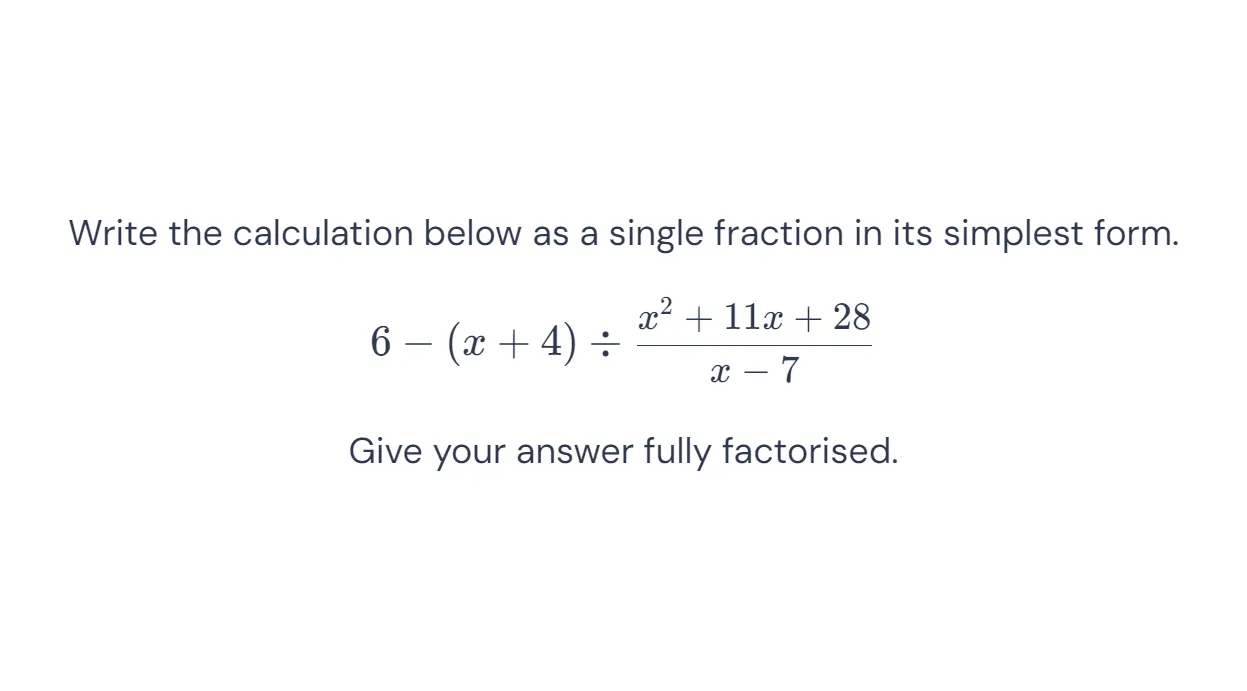 Write the calculation below as a single fraction in its simplest form.
6 − (x + 4) ÷ \frac{x^2 + 11x + 28}{x − 7}
Give your answer fully factorised.